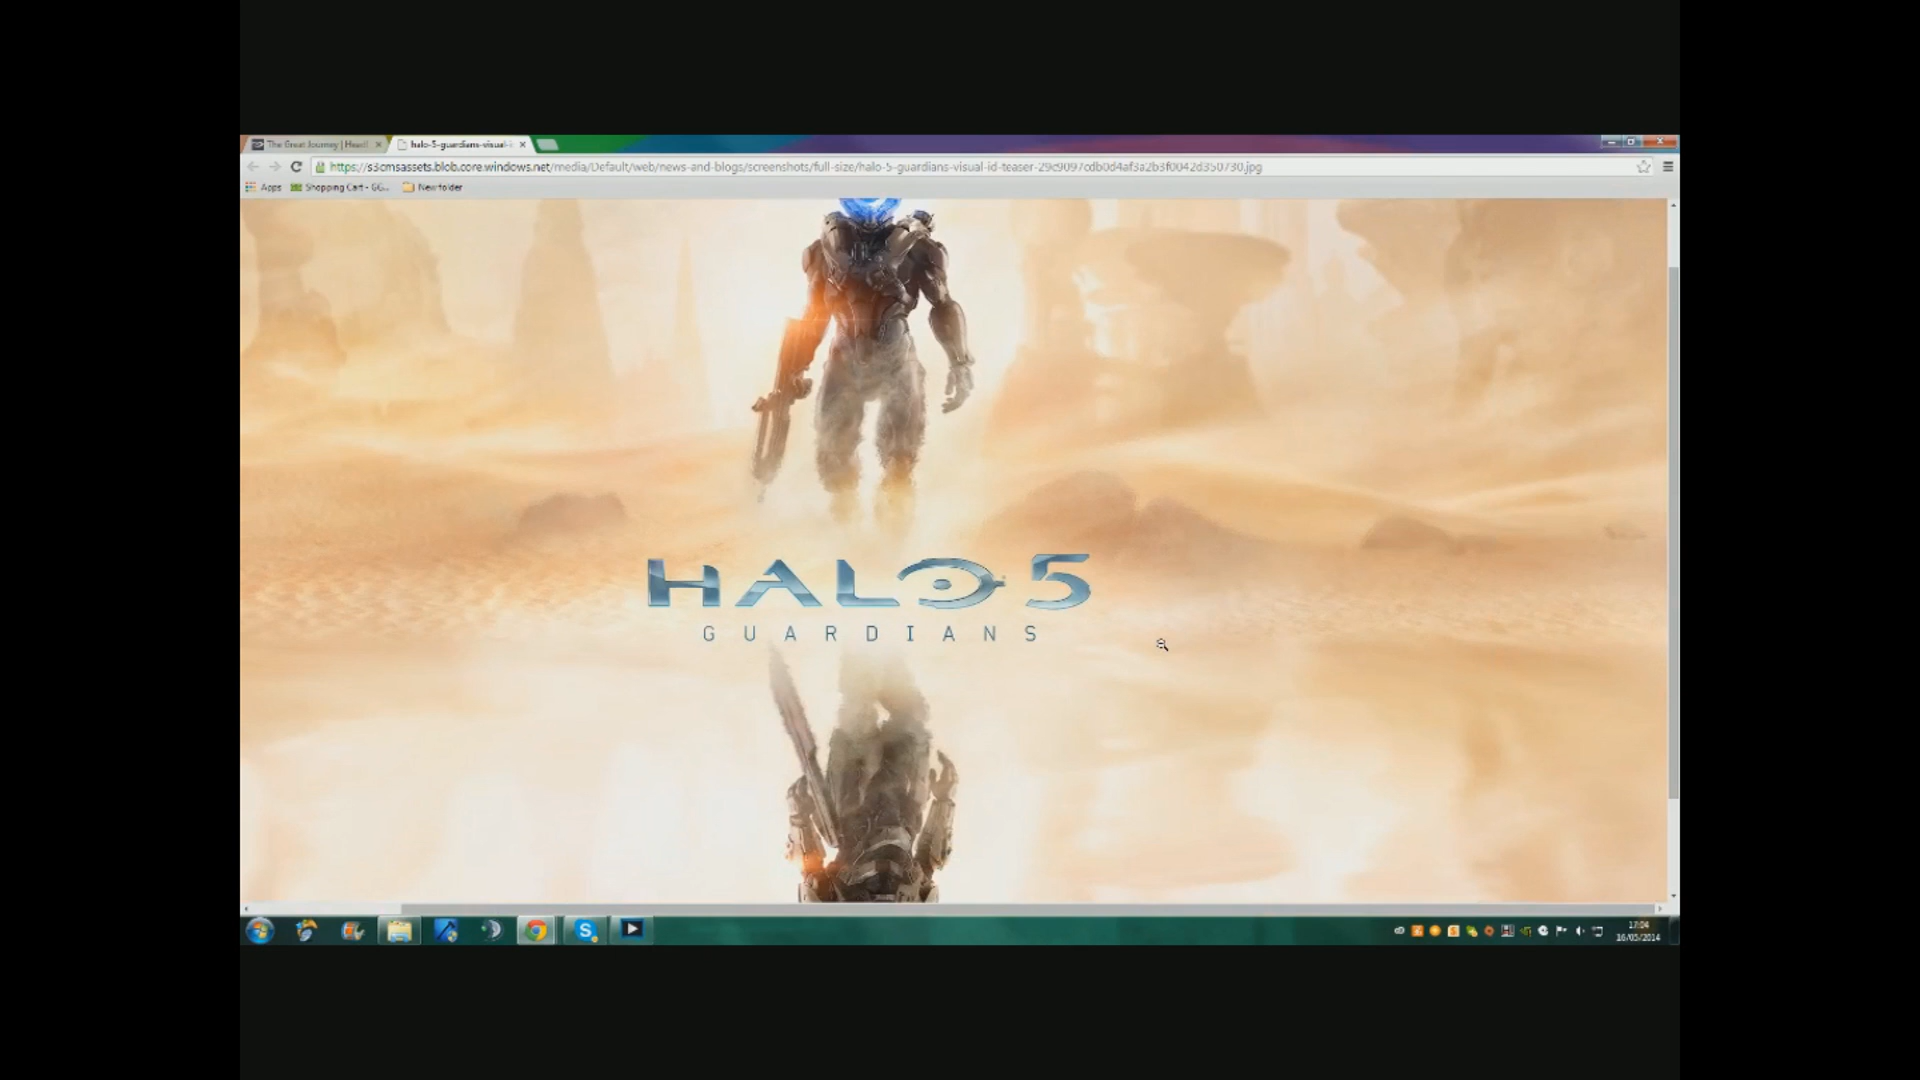 The Great Journey | Head
halo-5-guardians-visual-i
https://s3cmsassets.blob.core.windows.net/media/Default/web/news-and-blogs/screenshots/full-size/halo-5-guardians-visual-id-teaser-29c9097cdb0d4af3a2b3f0042d350730.jpg
Apps
Shopping Cart - GG...
New folder
HALO 5
GUARDIANS
17:04
16/05/2014